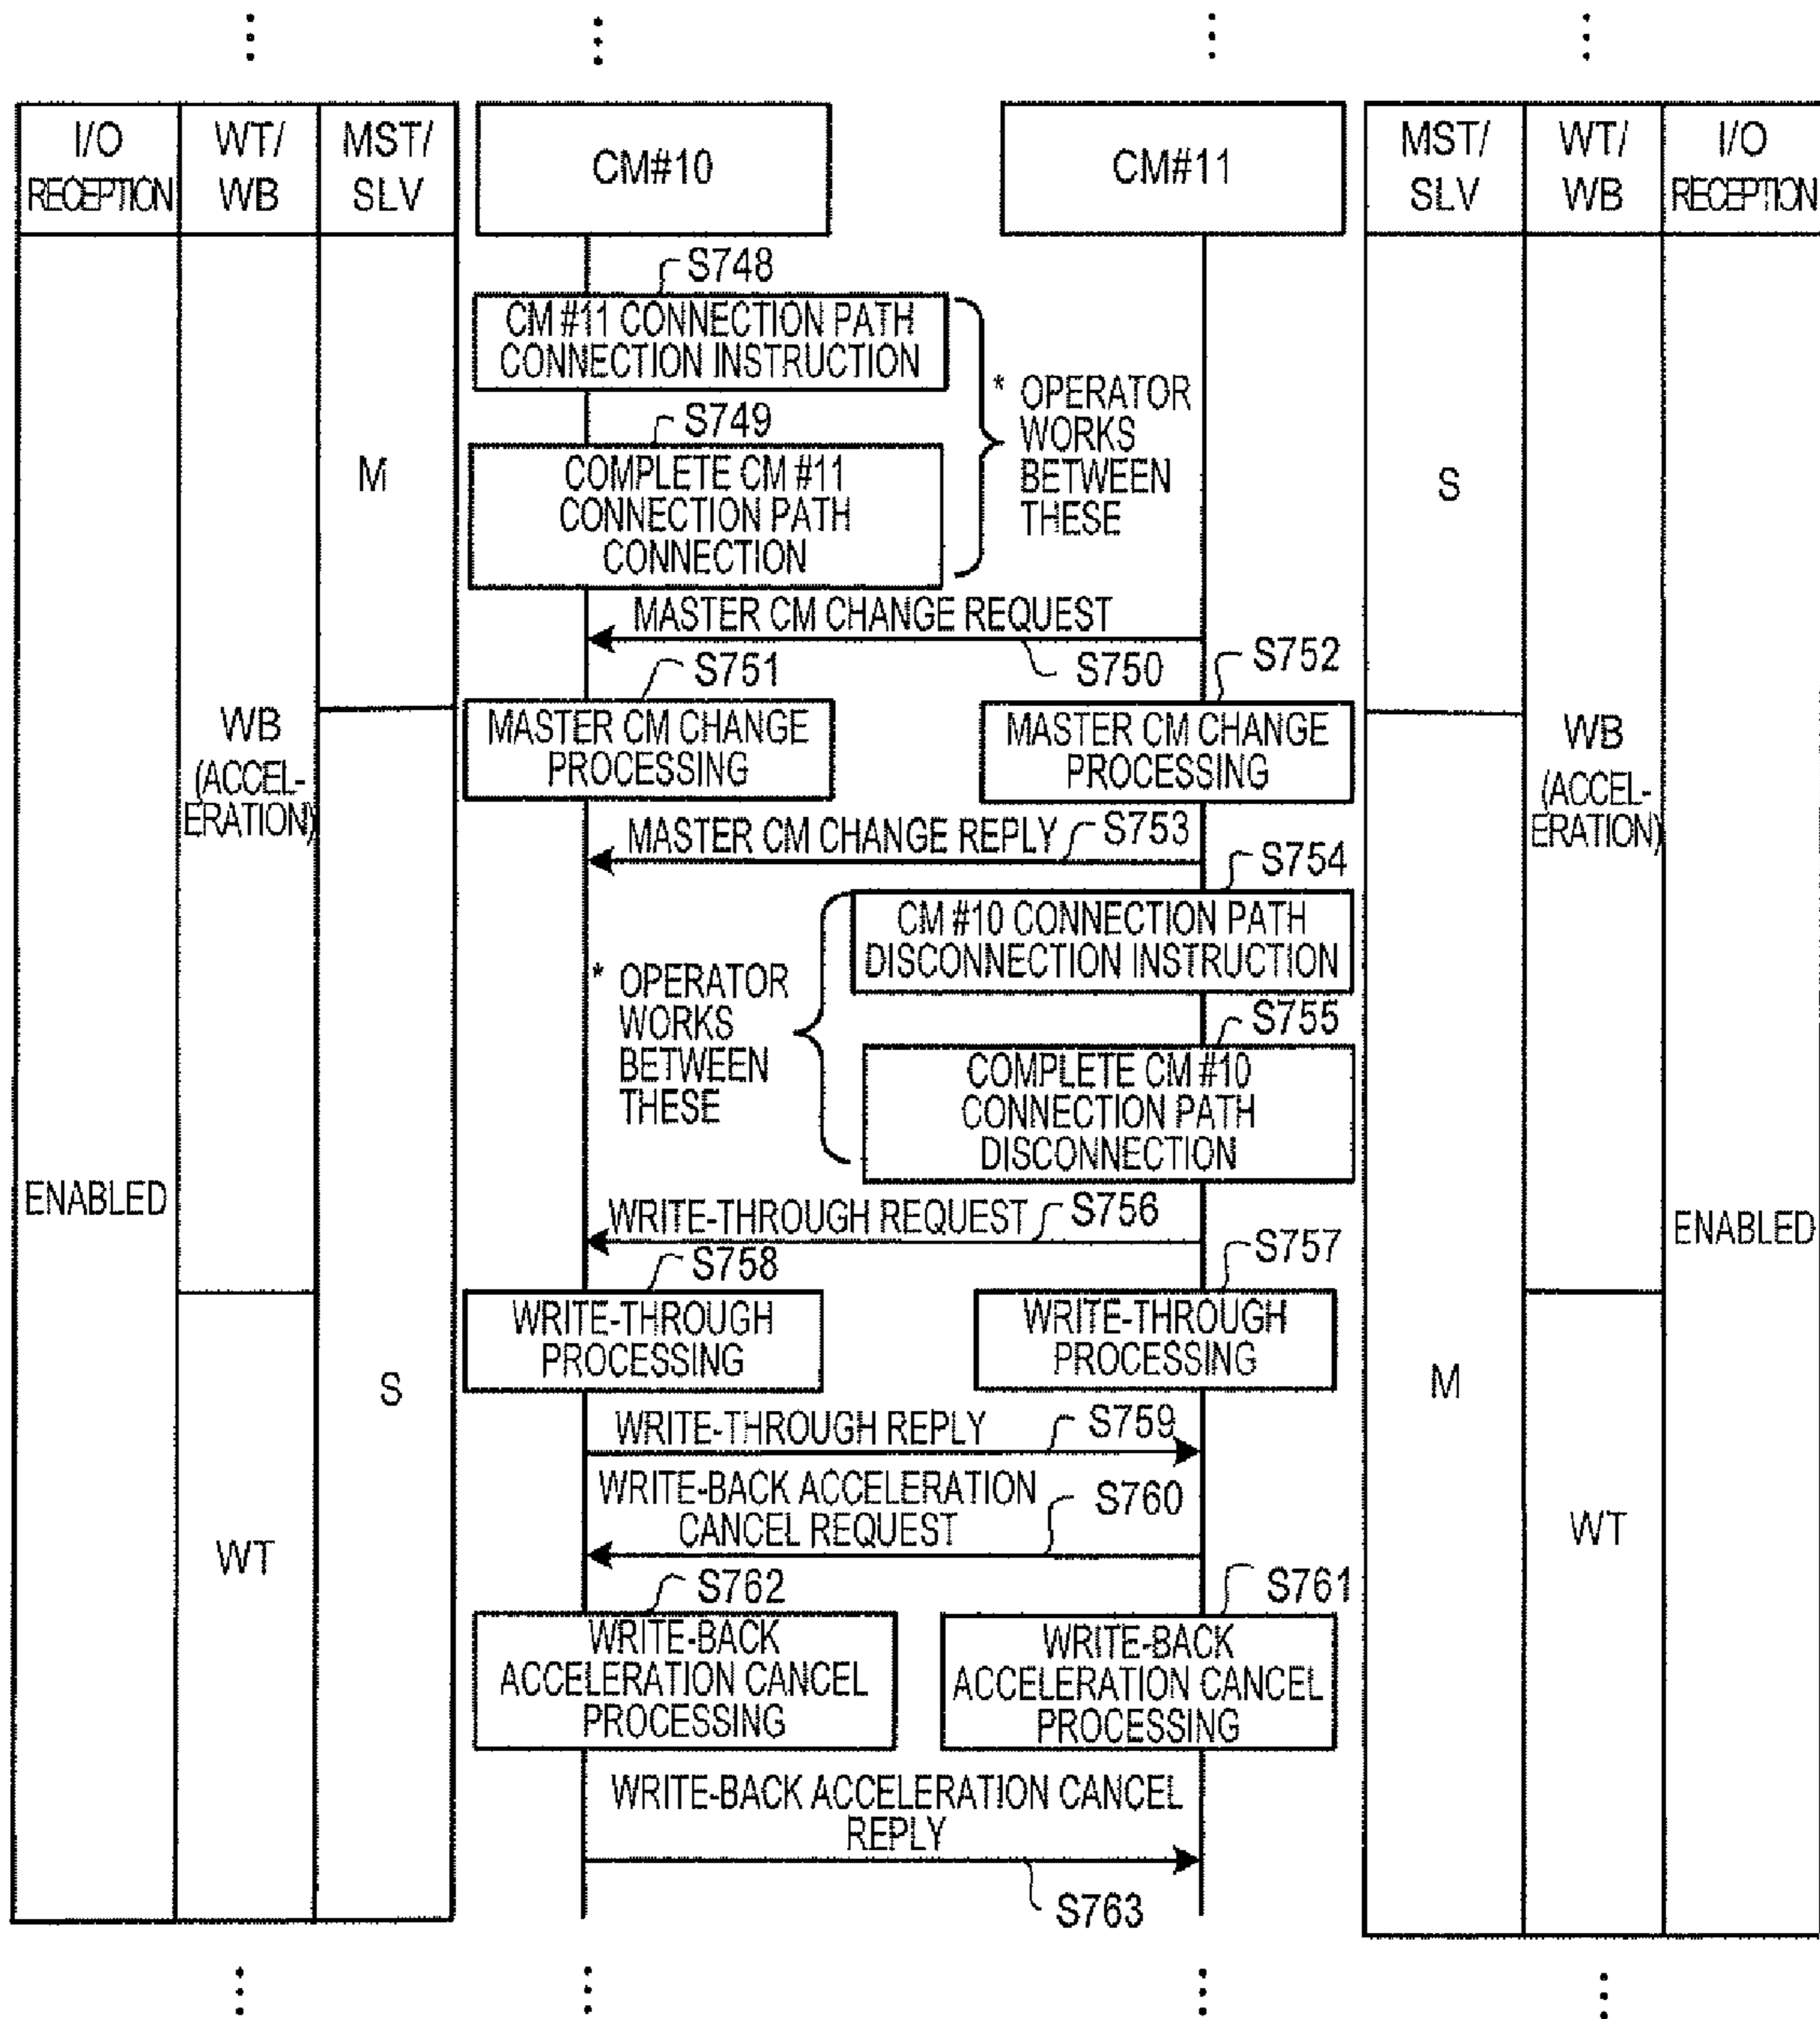 I/O
RECEPTION
WT/
WB
MST/
SLV
CM#10
CM#11
MST/
SLV
WT/
WB
I/O
RECEPTION
S748
CM #11 CONNECTION PATH
CONNECTION INSTRUCTION
* OPERATOR
WORKS
BETWEEN
THESE
S749
COMPLETE CM #11
CONNECTION PATH
CONNECTION
M
S
MASTER CM CHANGE REQUEST
S750
S751
S752
MASTER CM CHANGE
PROCESSING
MASTER CM CHANGE
PROCESSING
WB
(ACCEL-
ERATION)
WB
(ACCEL-
ERATION)
MASTER CM CHANGE REPLY
S753
S754
CM #10 CONNECTION PATH
DISCONNECTION INSTRUCTION
* OPERATOR
WORKS
BETWEEN
THESE
S755
COMPLETE CM #10
CONNECTION PATH
DISCONNECTION
ENABLED
ENABLED
WRITE-THROUGH REQUEST
S756
S758
S757
WRITE-THROUGH
PROCESSING
WRITE-THROUGH
PROCESSING
S
M
WRITE-THROUGH REPLY
S759
WRITE-BACK ACCELERATION
CANCEL REQUEST
S760
WT
WT
S762
S761
WRITE-BACK
ACCELERATION CANCEL
PROCESSING
WRITE-BACK
ACCELERATION CANCEL
PROCESSING
WRITE-BACK ACCELERATION CANCEL
REPLY
S763